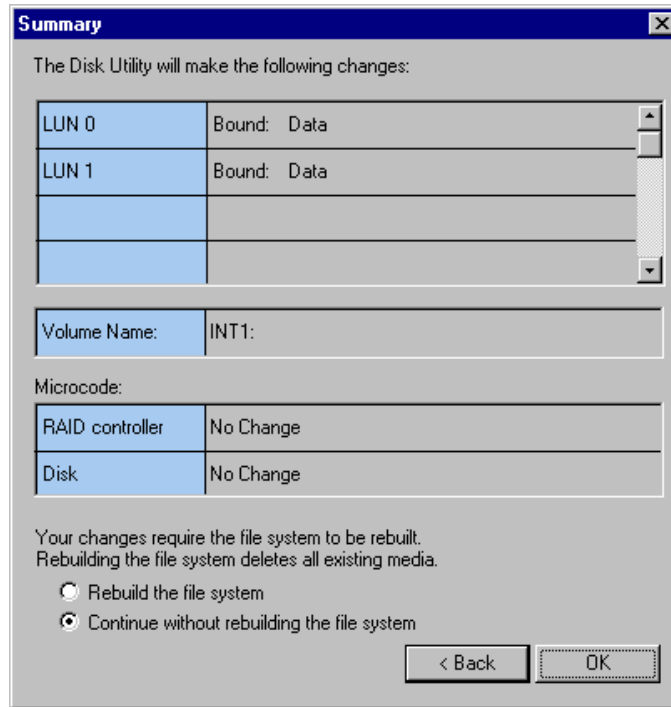 Summary
The Disk Utility will make the following changes:
LUN 0 Bound: Data
LUN 1 Bound: Data
Volume Name: INT1:
Microcode:
RAID controller No Change
Disk No Change
Your changes require the file system to be rebuilt.
Rebuilding the file system deletes all existing media.
Rebuild the file system
Continue without rebuilding the file system
< Back OK